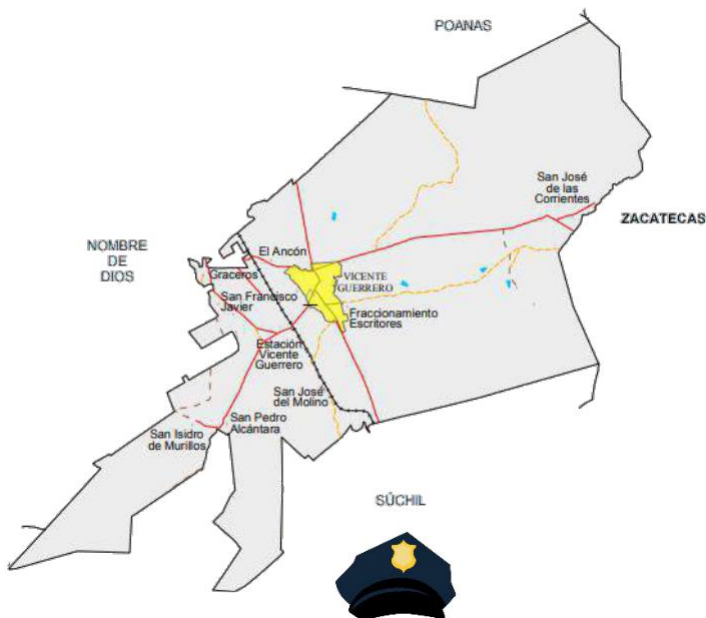 POANAS
San José
de las
Corrientes
ZACATECAS
NOMBRE
DE
DIOS
El Ancón
Graceros
VICENTE
GUERRERO
San Francisco
Javier
Fraccionamiento
Escritores
Estación
Vicente
Guerrero
San José
del Molino
San Pedro
Alcántara
San Isidro
de Murillos
SÚCHIL